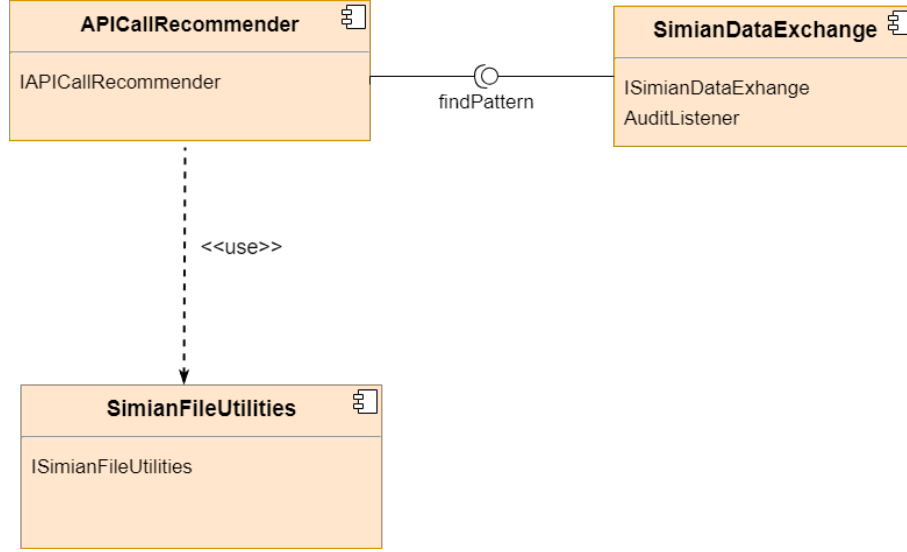 APICallRecommender
IAPICallRecommender
findPattern
SimianDataExchange
ISimianDataExhange
AuditListener
<<use>>
SimianFileUtilities
ISimianFileUtilities